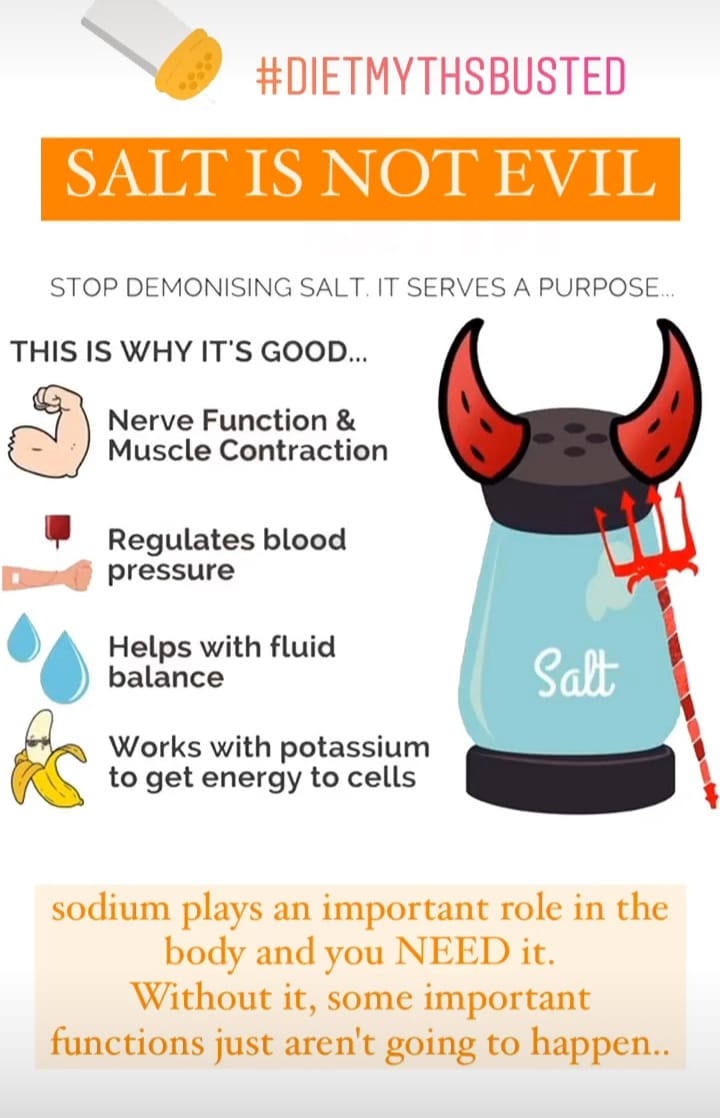 #DIETMYTHSBUSTED
SALT IS NOT EVIL
STOP DEMONISING SALT. IT SERVES A PURPOSE...
THIS IS WHY IT'S GOOD...
Nerve Function &
Muscle Contraction
Regulates blood
pressure
Helps with fluid
balance
Works with potassium
to get energy to cells
Salt
sodium plays an important role in the
body and you NEED it.
Without it, some important
functions just aren't going to happen..